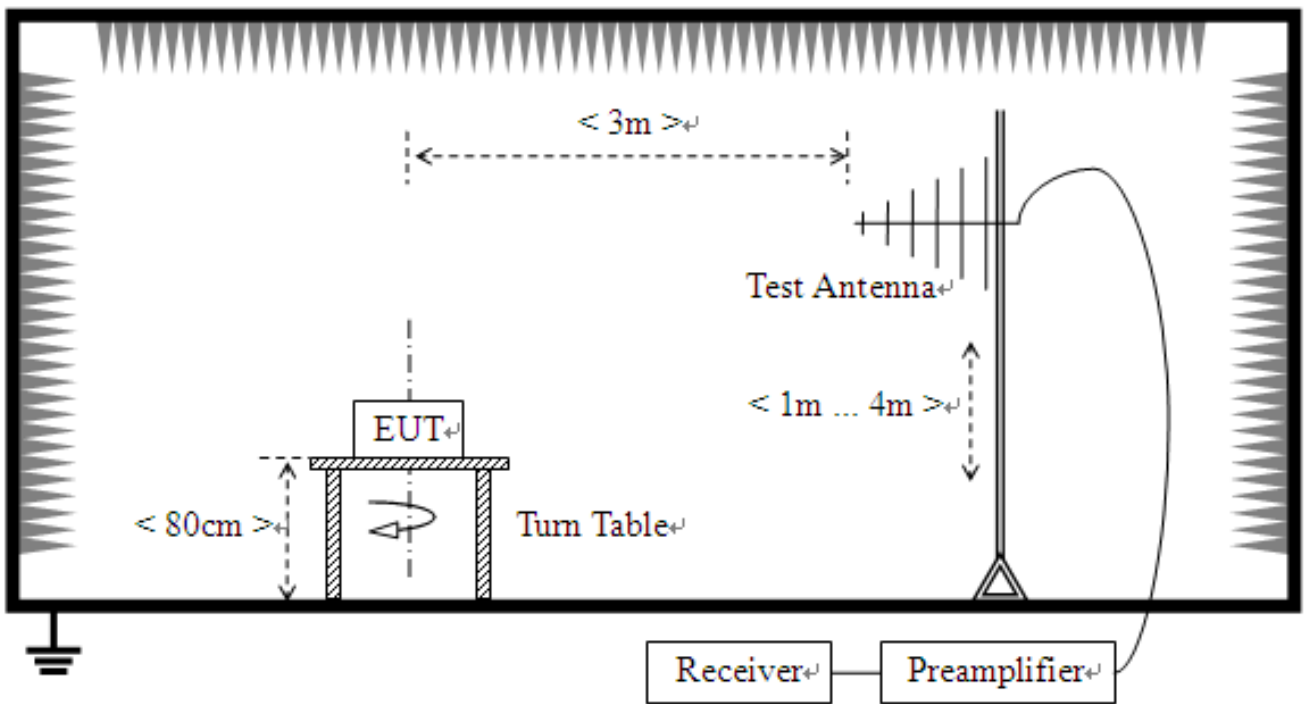 < 3m >↵
Test Antenna↵
< 1m ... 4m >↵
EUT↵
< 80cm >↵
Turn Table↵
Receiver↵
Preamplifier↵